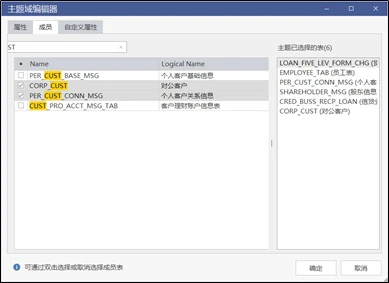 主题域编辑器
属性 成员 自定义属性
ST
主题已选择的表(6)
Name Logical Name
PER_CUST_BASE_MSG 个人客户基础信息
CORP_CUST 对公客户
PER_CUST_CONN_MSG 个人客户关系信息
CUST_PRO_ACCT_MSG_TAB 客户理财账户信息表
LOAN_FIVE_LEV_FORM_CHG
EMPLOYEE_TAB (员工表)
PER_CUST_CONN_MSG (个人客
SHAREHOLDER_MSG (股东信息
CRED_BUSS_RECP_LOAN (信贷
CORP_CUST (对公客户)
可通过双击选择或取消选择成员表
确定 取消